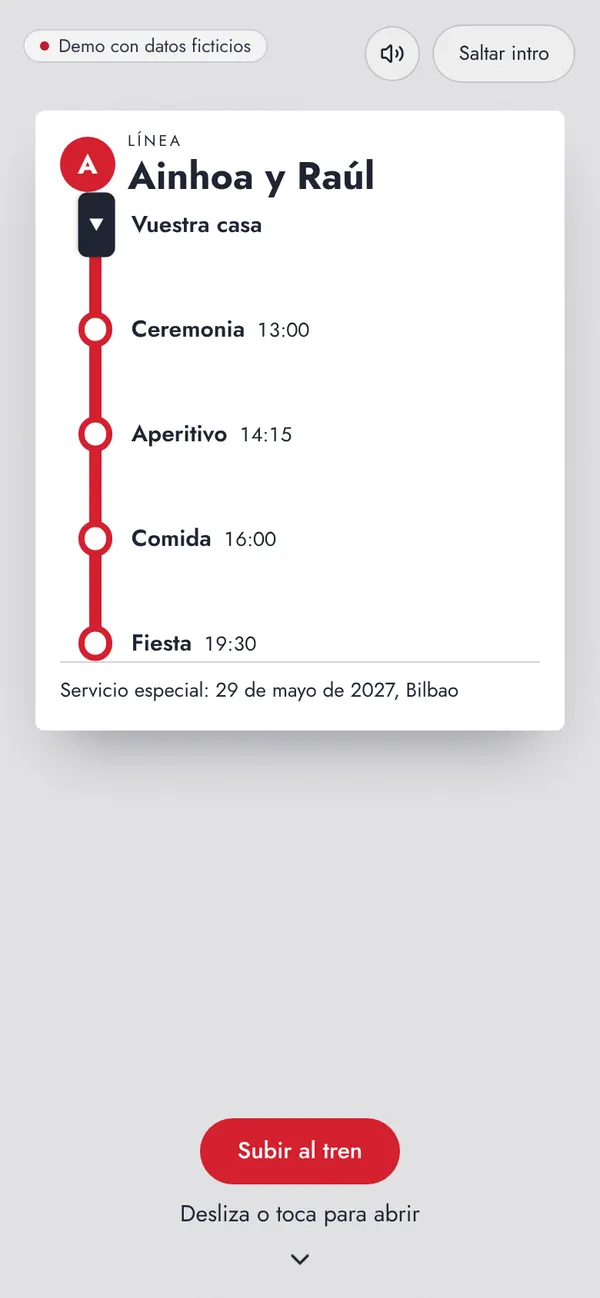 Demo con datos ficticios
Saltar intro
A
LÍNEA
Ainhoa y Raúl
Vuestra casa
Ceremonia 13:00
Aperitivo 14:15
Comida 16:00
Fiesta 19:30
Servicio especial: 29 de mayo de 2027, Bilbao
Subir al tren
Desliza o toca para abrir